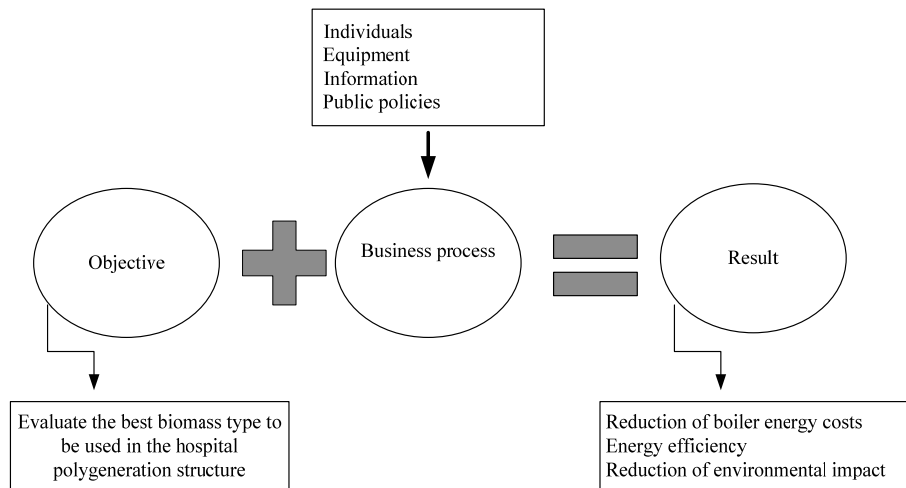 Individuals
Equipment
Information
Public policies
Objective
Business process
Result
Evaluate the best biomass type to
be used in the hospital
polygeneration structure
Reduction of boiler energy costs
Energy efficiency
Reduction of environmental impact